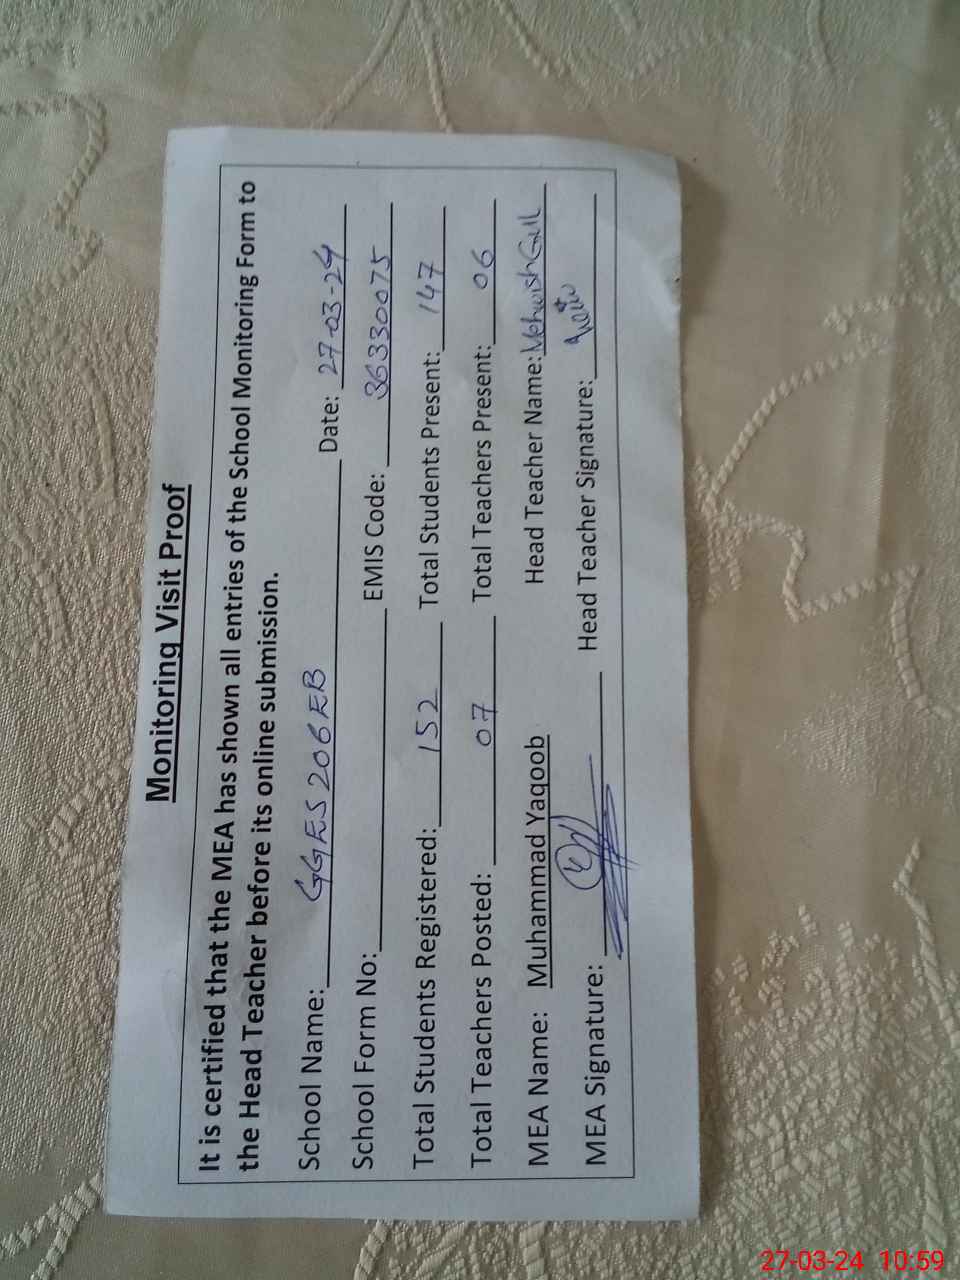 Monitoring Visit Proof
It is certified that the MEA has shown all entries of the School Monitoring Form to
the Head Teacher before its online submission.
School Name: GGES 206 EB Date: 27-03-24
School Form No: EMIS Code: 36330075
Total Students Registered: 152 Total Students Present: 147
Total Teachers Posted: 07 Total Teachers Present: 06
MEA Name: Muhammad Yaqoob Head Teacher Name: Mehwish Gull
MEA Signature: Head Teacher Signature:
27-03-24 10:59